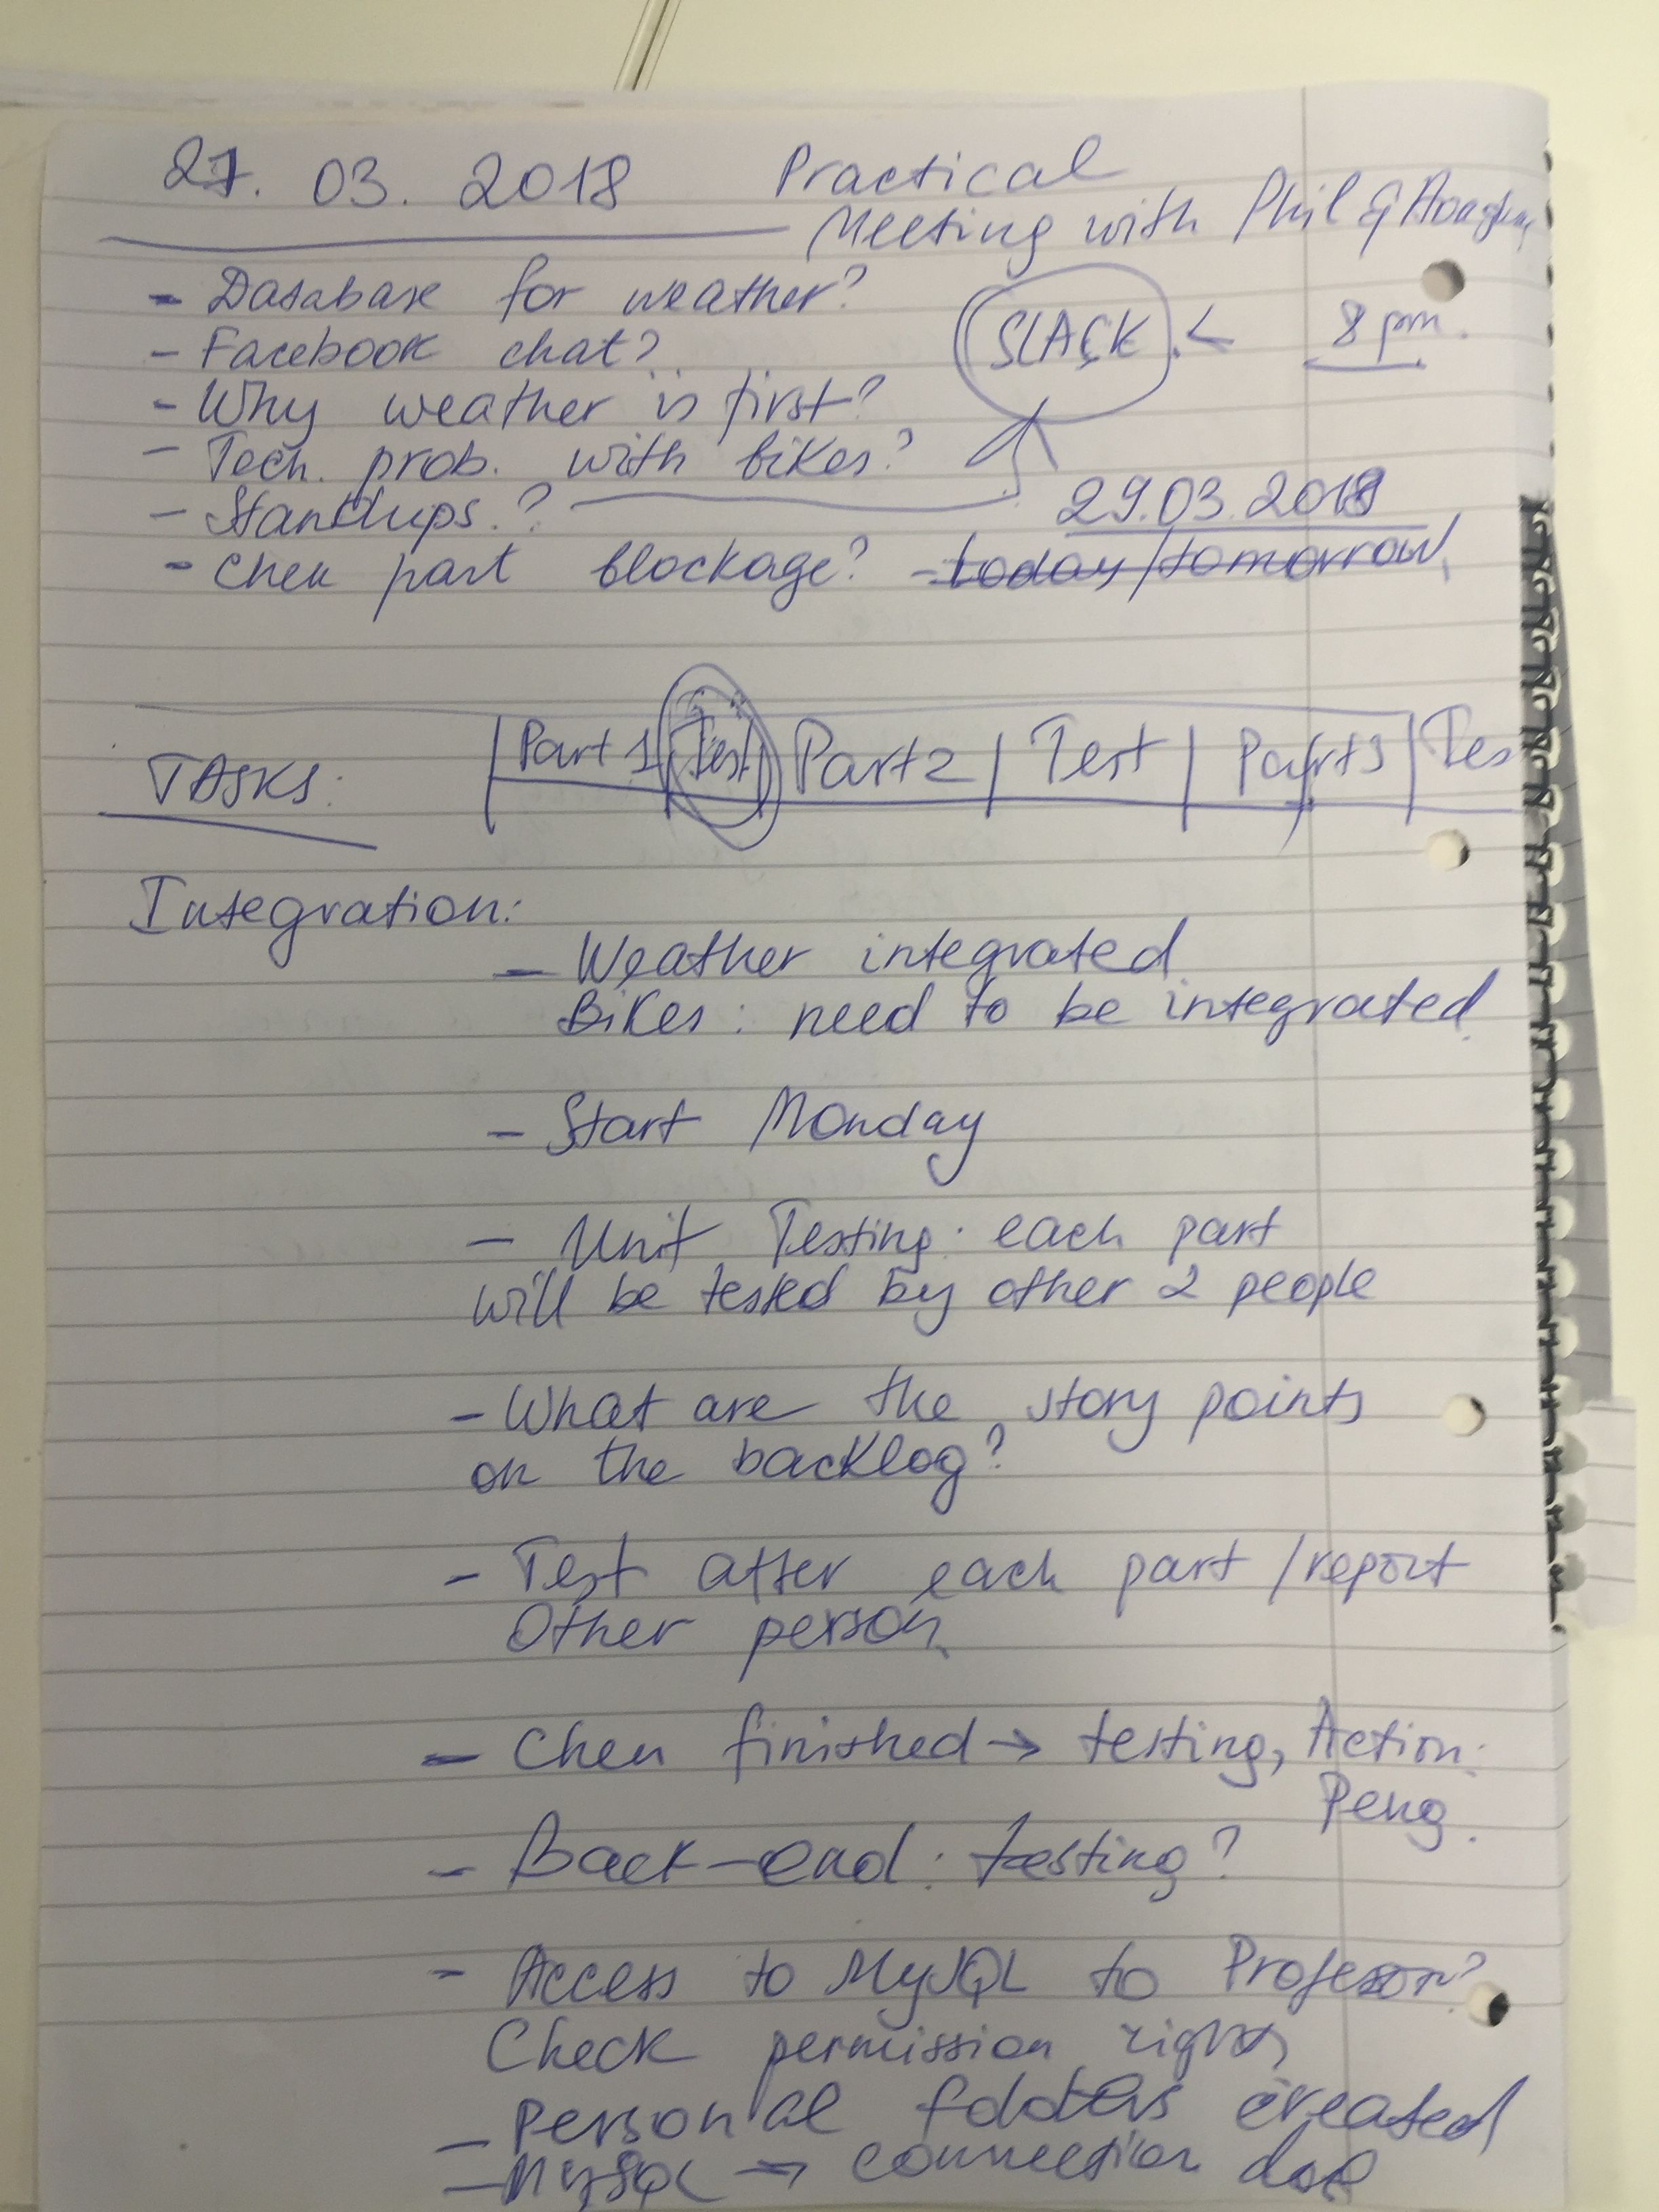 27. 03. 2018 Practical
Meeting with Phil &
- Database for weather?
- Facebook chat? SLACK 8 pm.
- Why weather is first?
- Tech. prob. with bikes?
- Standups.? 29.03.2018
- Chen part blockage? - today/tomorrow
TASKS: Part 1 | Test | Part 2 | Test | Part 3 | Tes
Integration:
- Weather integrated
Bikes: need to be integrated
- Start Monday
- Unit Testing: each part
will be tested by other 2 people
- What are the story points
on the backlog?
- Test after each part / report
Other person
- Chen finished → testing, Action:
Peng.
- Back-end: testing?
- Access to MySQL to Profesor?
Check permission rights
- Personal folders created
- MySQL → connection